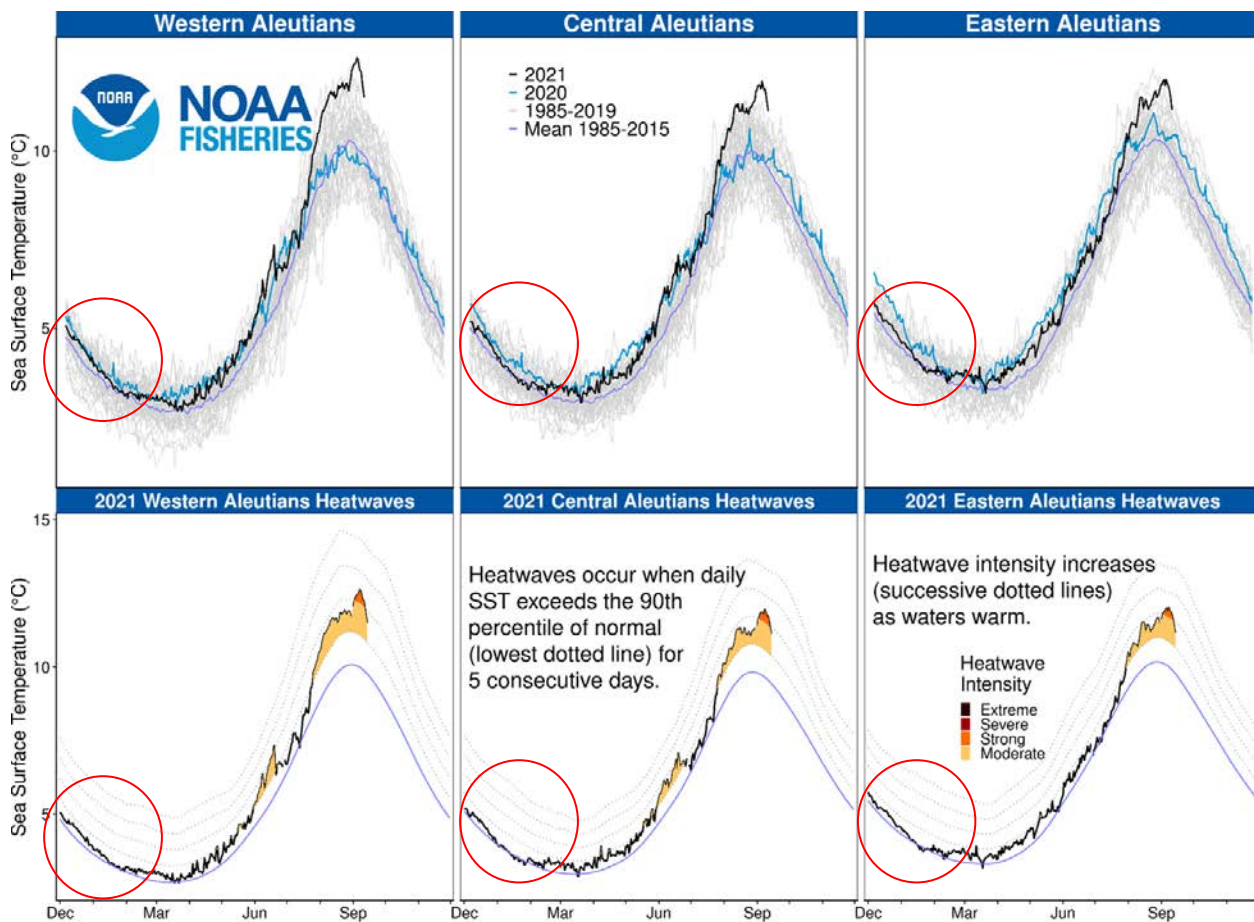 Western Aleutians
Central Aleutians
Eastern Aleutians
NOAA
NOAA
FISHERIES
2021
2020
1985-2019
Mean 1985-2015
Sea Surface Temperature (°C)
10
5
2021 Western Aleutians Heatwaves
2021 Central Aleutians Heatwaves
2021 Eastern Aleutians Heatwaves
Sea Surface Temperature (°C)
15
10
5
Heatwaves occur when daily
SST exceeds the 90th
percentile of normal
(lowest dotted line) for
5 consecutive days.
Heatwave intensity increases
(successive dotted lines)
as waters warm.
Heatwave
Intensity
Extreme
Severe
Strong
Moderate
Dec Mar Jun Sep
Dec Mar Jun Sep
Dec Mar Jun Sep